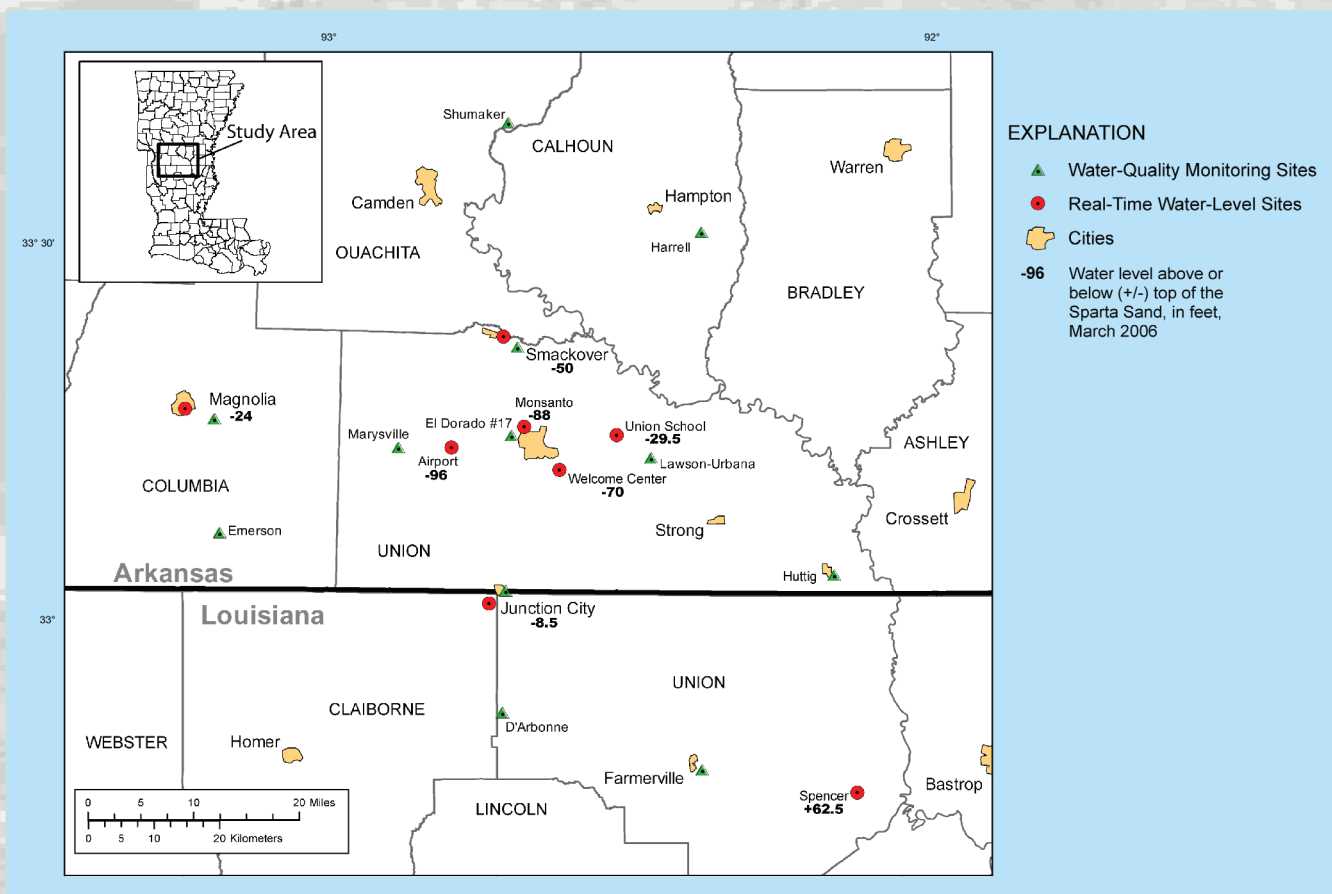 93°
92°
Study Area
Shumaker
CALHOUN
Warren
Camden
Hampton
33° 30'
OUACHITA
Harrell
BRADLEY
Smackover
-50
Magnolia
-24
Monsanto
-88
El Dorado #17
Union School
-29.5
Marysville
Airport
-96
Lawson-Urbana
Welcome Center
-70
ASHLEY
COLUMBIA
Crossett
Emerson
Strong
UNION
Arkansas
Huttig
Louisiana
33°
Junction City
-8.5
UNION
CLAIBORNE
D'Arbonne
WEBSTER
Homer
Farmerville
Bastrop
Spencer
+62.5
LINCOLN
0 5 10 20 Miles
0 5 10 20 Kilometers
EXPLANATION
Water-Quality Monitoring Sites
Real-Time Water-Level Sites
Cities
-96 Water level above or
below (+/-) top of the
Sparta Sand, in feet,
March 2006